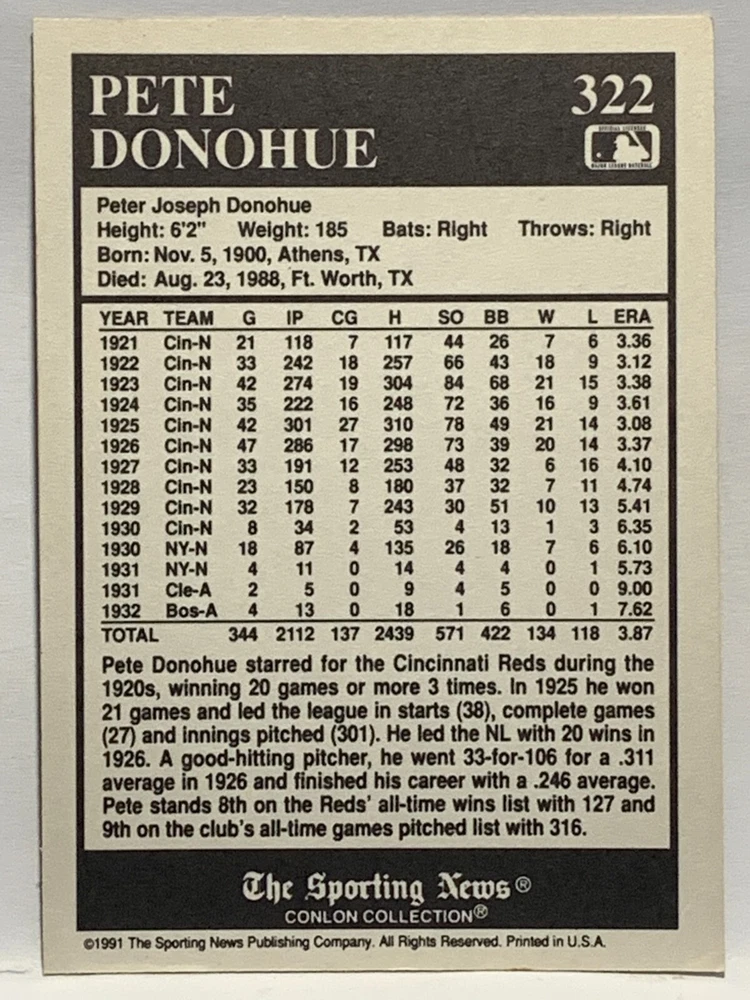 PETE 322
DONOHUE
OFFICIAL LICENSEE
MAJOR LEAGUE BASEBALL
Peter Joseph Donohue
Height: 6'2" Weight: 185 Bats: Right Throws: Right
Born: Nov. 5, 1900, Athens, TX
Died: Aug. 23, 1988, Ft. Worth, TX
YEAR TEAM G IP CG H SO BB W L ERA
1921 Cin-N 21 118 7 117 44 26 7 6 3.36
1922 Cin-N 33 242 18 257 66 43 18 9 3.12
1923 Cin-N 42 274 19 304 84 68 21 15 3.38
1924 Cin-N 35 222 16 248 72 36 16 9 3.61
1925 Cin-N 42 301 27 310 78 49 21 14 3.08
1926 Cin-N 47 286 17 298 73 39 20 14 3.37
1927 Cin-N 33 191 12 253 48 32 6 16 4.10
1928 Cin-N 23 150 8 180 37 32 7 11 4.74
1929 Cin-N 32 178 7 243 30 51 10 13 5.41
1930 Cin-N 8 34 2 53 4 13 1 3 6.35
1930 NY-N 18 87 4 135 26 18 7 6 6.10
1931 NY-N 4 11 0 14 4 4 0 1 5.73
1931 Cle-A 2 5 0 9 4 5 0 0 9.00
1932 Bos-A 4 13 0 18 1 6 0 1 7.62
TOTAL 344 2112 137 2439 571 422 134 118 3.87
Pete Donohue starred for the Cincinnati Reds during the
1920s, winning 20 games or more 3 times. In 1925 he won
21 games and led the league in starts (38), complete games
(27) and innings pitched (301). He led the NL with 20 wins in
1926. A good-hitting pitcher, he went 33-for-106 for a .311
average in 1926 and finished his career with a .246 average.
Pete stands 8th on the Reds' all-time wins list with 127 and
9th on the club's all-time games pitched list with 316.
The Sporting News®
CONLON COLLECTION®
©1991 The Sporting News Publishing Company. All Rights Reserved. Printed in U.S.A.